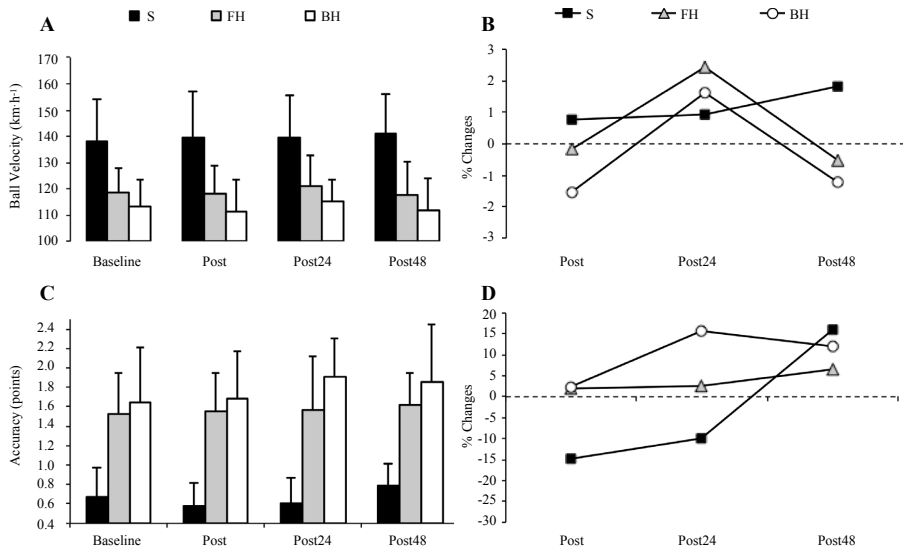 A
S FH BH
Ball Velocity (km·h⁻¹)
170
160
150
140
130
120
110
100
Baseline Post Post24 Post48
B
S FH BH
% Changes
3
2
1
0
-1
-2
-3
Post Post24 Post48
C
Accuracy (points)
2.4
2.2
2.0
1.8
1.6
1.4
1.2
1.0
0.8
0.6
0.4
Baseline Post Post24 Post48
D
% Changes
20
15
10
5
0
-5
-10
-15
-20
-25
-30
Post Post24 Post48